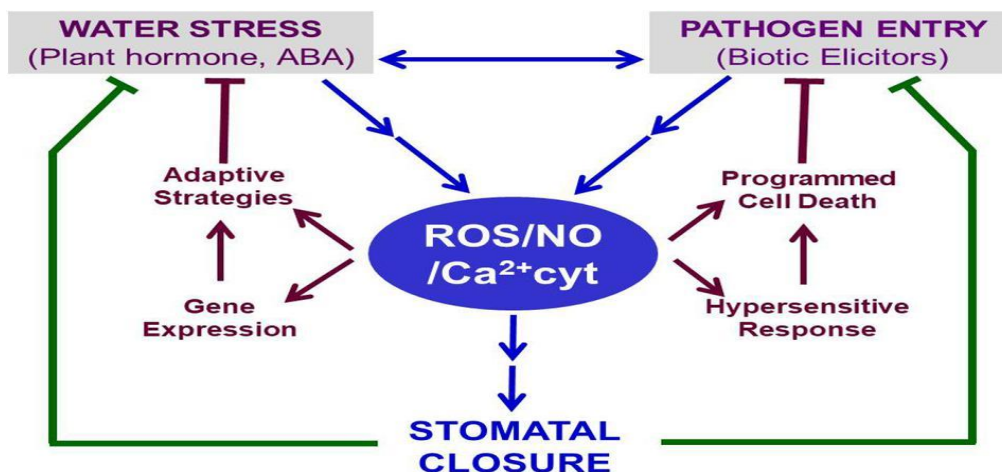 WATER STRESS
(Plant hormone, ABA)
PATHOGEN ENTRY
(Biotic Elicitors)
Adaptive
Strategies
Programmed
Cell Death
ROS/NO
/Ca²⁺cyt
Gene
Expression
Hypersensitive
Response
STOMATAL
CLOSURE